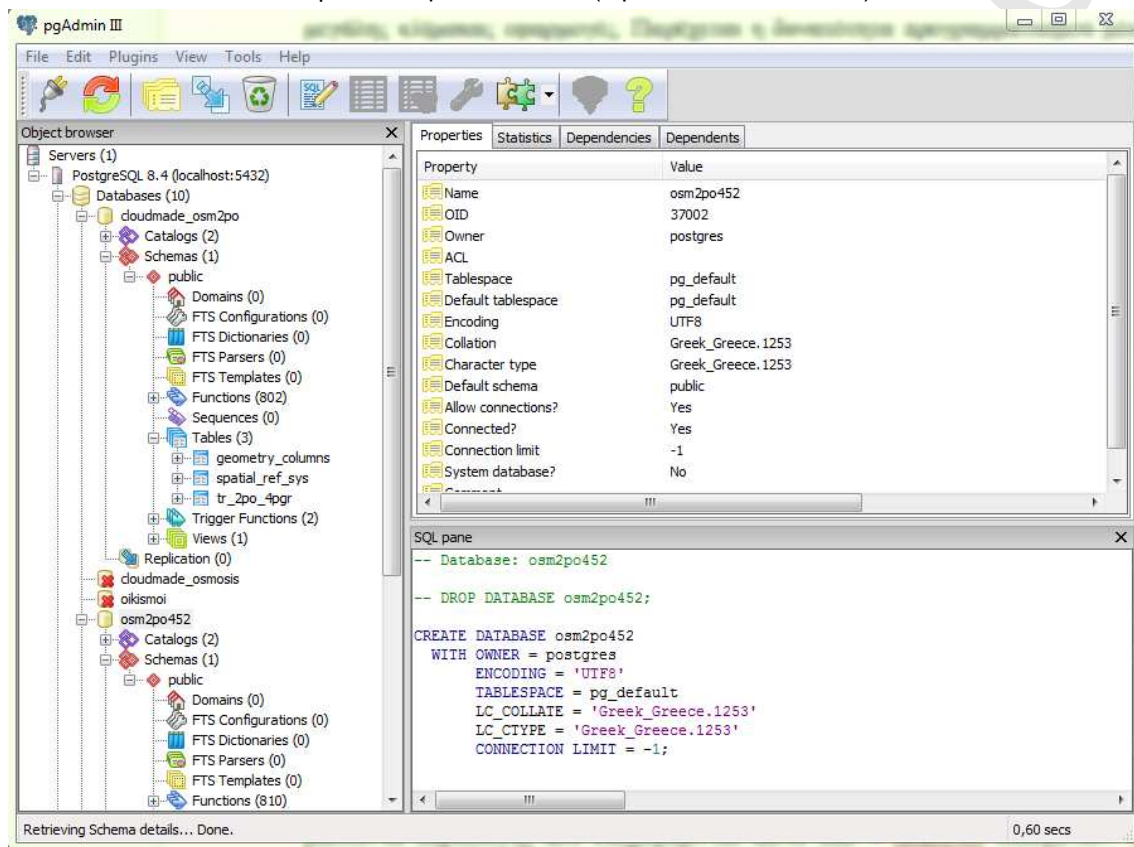 pgAdmin III
File Edit Plugins View Tools Help
Object browser
Servers (1)
PostgreSQL 8.4 (localhost:5432)
Databases (10)
cloudmade_osm2po
Catalogs (2)
Schemas (1)
public
Domains (0)
FTS Configurations (0)
FTS Dictionaries (0)
FTS Parsers (0)
FTS Templates (0)
Functions (802)
Sequences (0)
Tables (3)
geometry_columns
spatial_ref_sys
tr_2po_4pgr
Trigger Functions (2)
Views (1)
Replication (0)
cloudmade_osmosis
oikismoi
osm2po452
Catalogs (2)
Schemas (1)
public
Domains (0)
FTS Configurations (0)
FTS Dictionaries (0)
FTS Parsers (0)
FTS Templates (0)
Functions (810)
Properties Statistics Dependencies Dependents
Property Value
Name osm2po452
OID 37002
Owner postgres
ACL
Tablespace pg_default
Default tablespace pg_default
Encoding UTF8
Collation Greek_Greece.1253
Character type Greek_Greece.1253
Default schema public
Allow connections? Yes
Connected? Yes
Connection limit -1
System database? No
SQL pane
-- Database: osm2po452
-- DROP DATABASE osm2po452;
CREATE DATABASE osm2po452
WITH OWNER = postgres
ENCODING = 'UTF8'
TABLESPACE = pg_default
LC_COLLATE = 'Greek_Greece.1253'
LC_CTYPE = 'Greek_Greece.1253'
CONNECTION LIMIT = -1;
Retrieving Schema details... Done. 0,60 secs